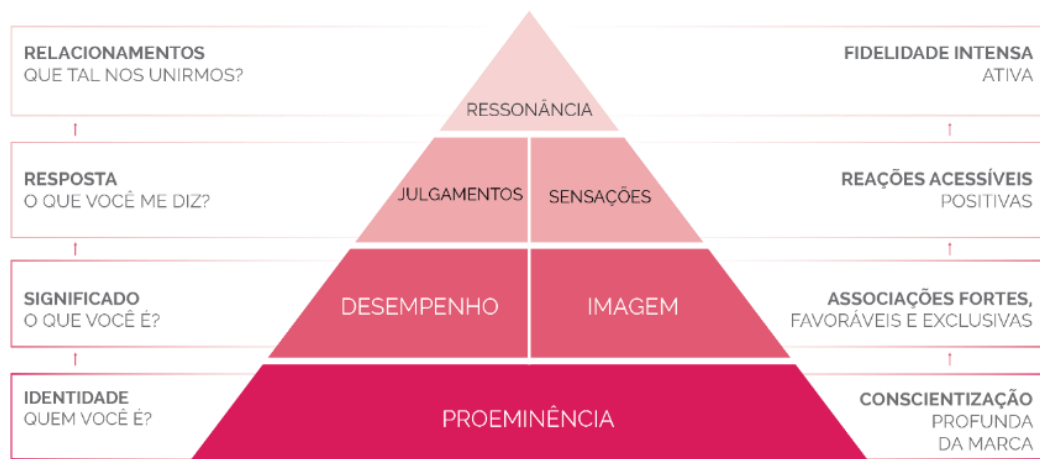 RELACIONAMENTOS
QUE TAL NOS UNIRMOS?
RESSONÂNCIA
FIDELIDADE INTENSA
ATIVA
RESPOSTA
O QUE VOCÊ ME DIZ?
JULGAMENTOS
SENSAÇÕES
REAÇÕES ACESSÍVEIS
POSITIVAS
SIGNIFICADO
O QUE VOCÊ É?
DESEMPENHO
IMAGEM
ASSOCIAÇÕES FORTES,
FAVORÁVEIS E EXCLUSIVAS
IDENTIDADE
QUEM VOCÊ É?
PROEMINÊNCIA
CONSCIENTIZAÇÃO
PROFUNDA
DA MARCA